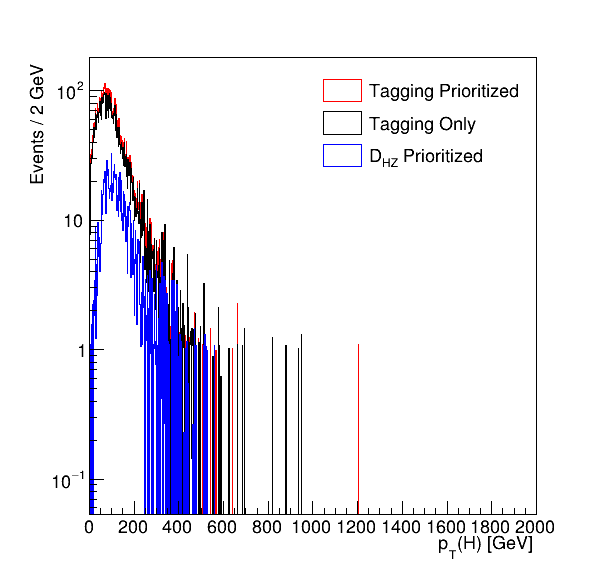 Events / 2 GeV
10²
10
1
10⁻¹
Tagging Prioritized
Tagging Only
D_HZ Prioritized
0 200 400 600 800 1000 1200 1400 1600 1800 2000
p_T(H) [GeV]